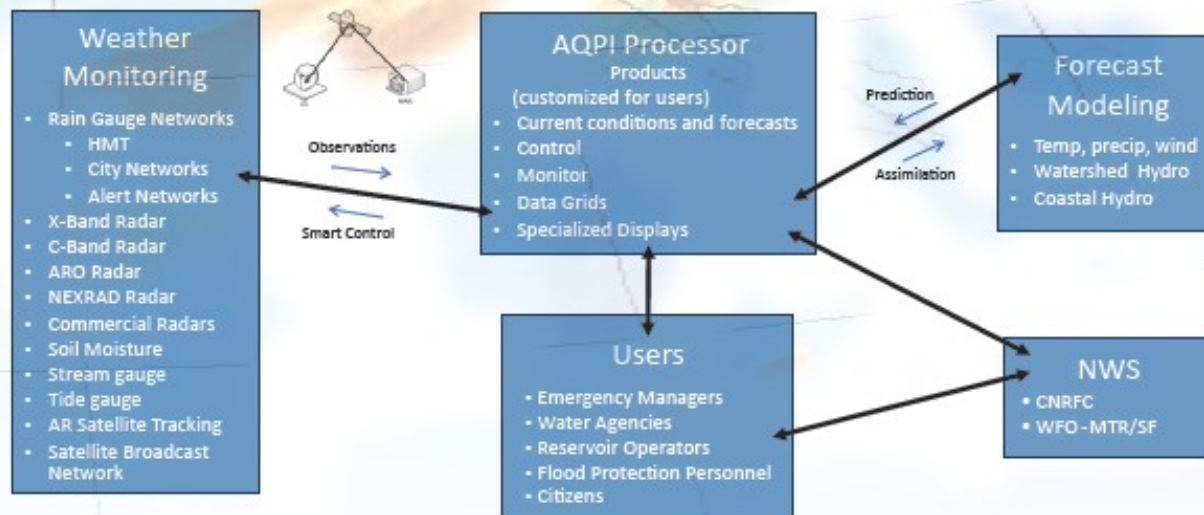 Weather
Monitoring
• Rain Gauge Networks
• HMT
• City Networks
• Alert Networks
• X-Band Radar
• C-Band Radar
• ARO Radar
• NEXRAD Radar
• Commercial Radars
• Soil Moisture
• Stream gauge
• Tide gauge
• AR Satellite Tracking
• Satellite Broadcast
Network
Observations
Smart Control
AQPI Processor
Products
(customized for users)
• Current conditions and forecasts
• Control
• Monitor
• Data Grids
• Specialized Displays
Prediction
Assimilation
Forecast
Modeling
• Temp, precip, wind
• Watershed Hydro
• Coastal Hydro
Users
• Emergency Managers
• Water Agencies
• Reservoir Operators
• Flood Protection Personnel
• Citizens
NWS
▪ CNRFC
▪ WFO-MTR/SF